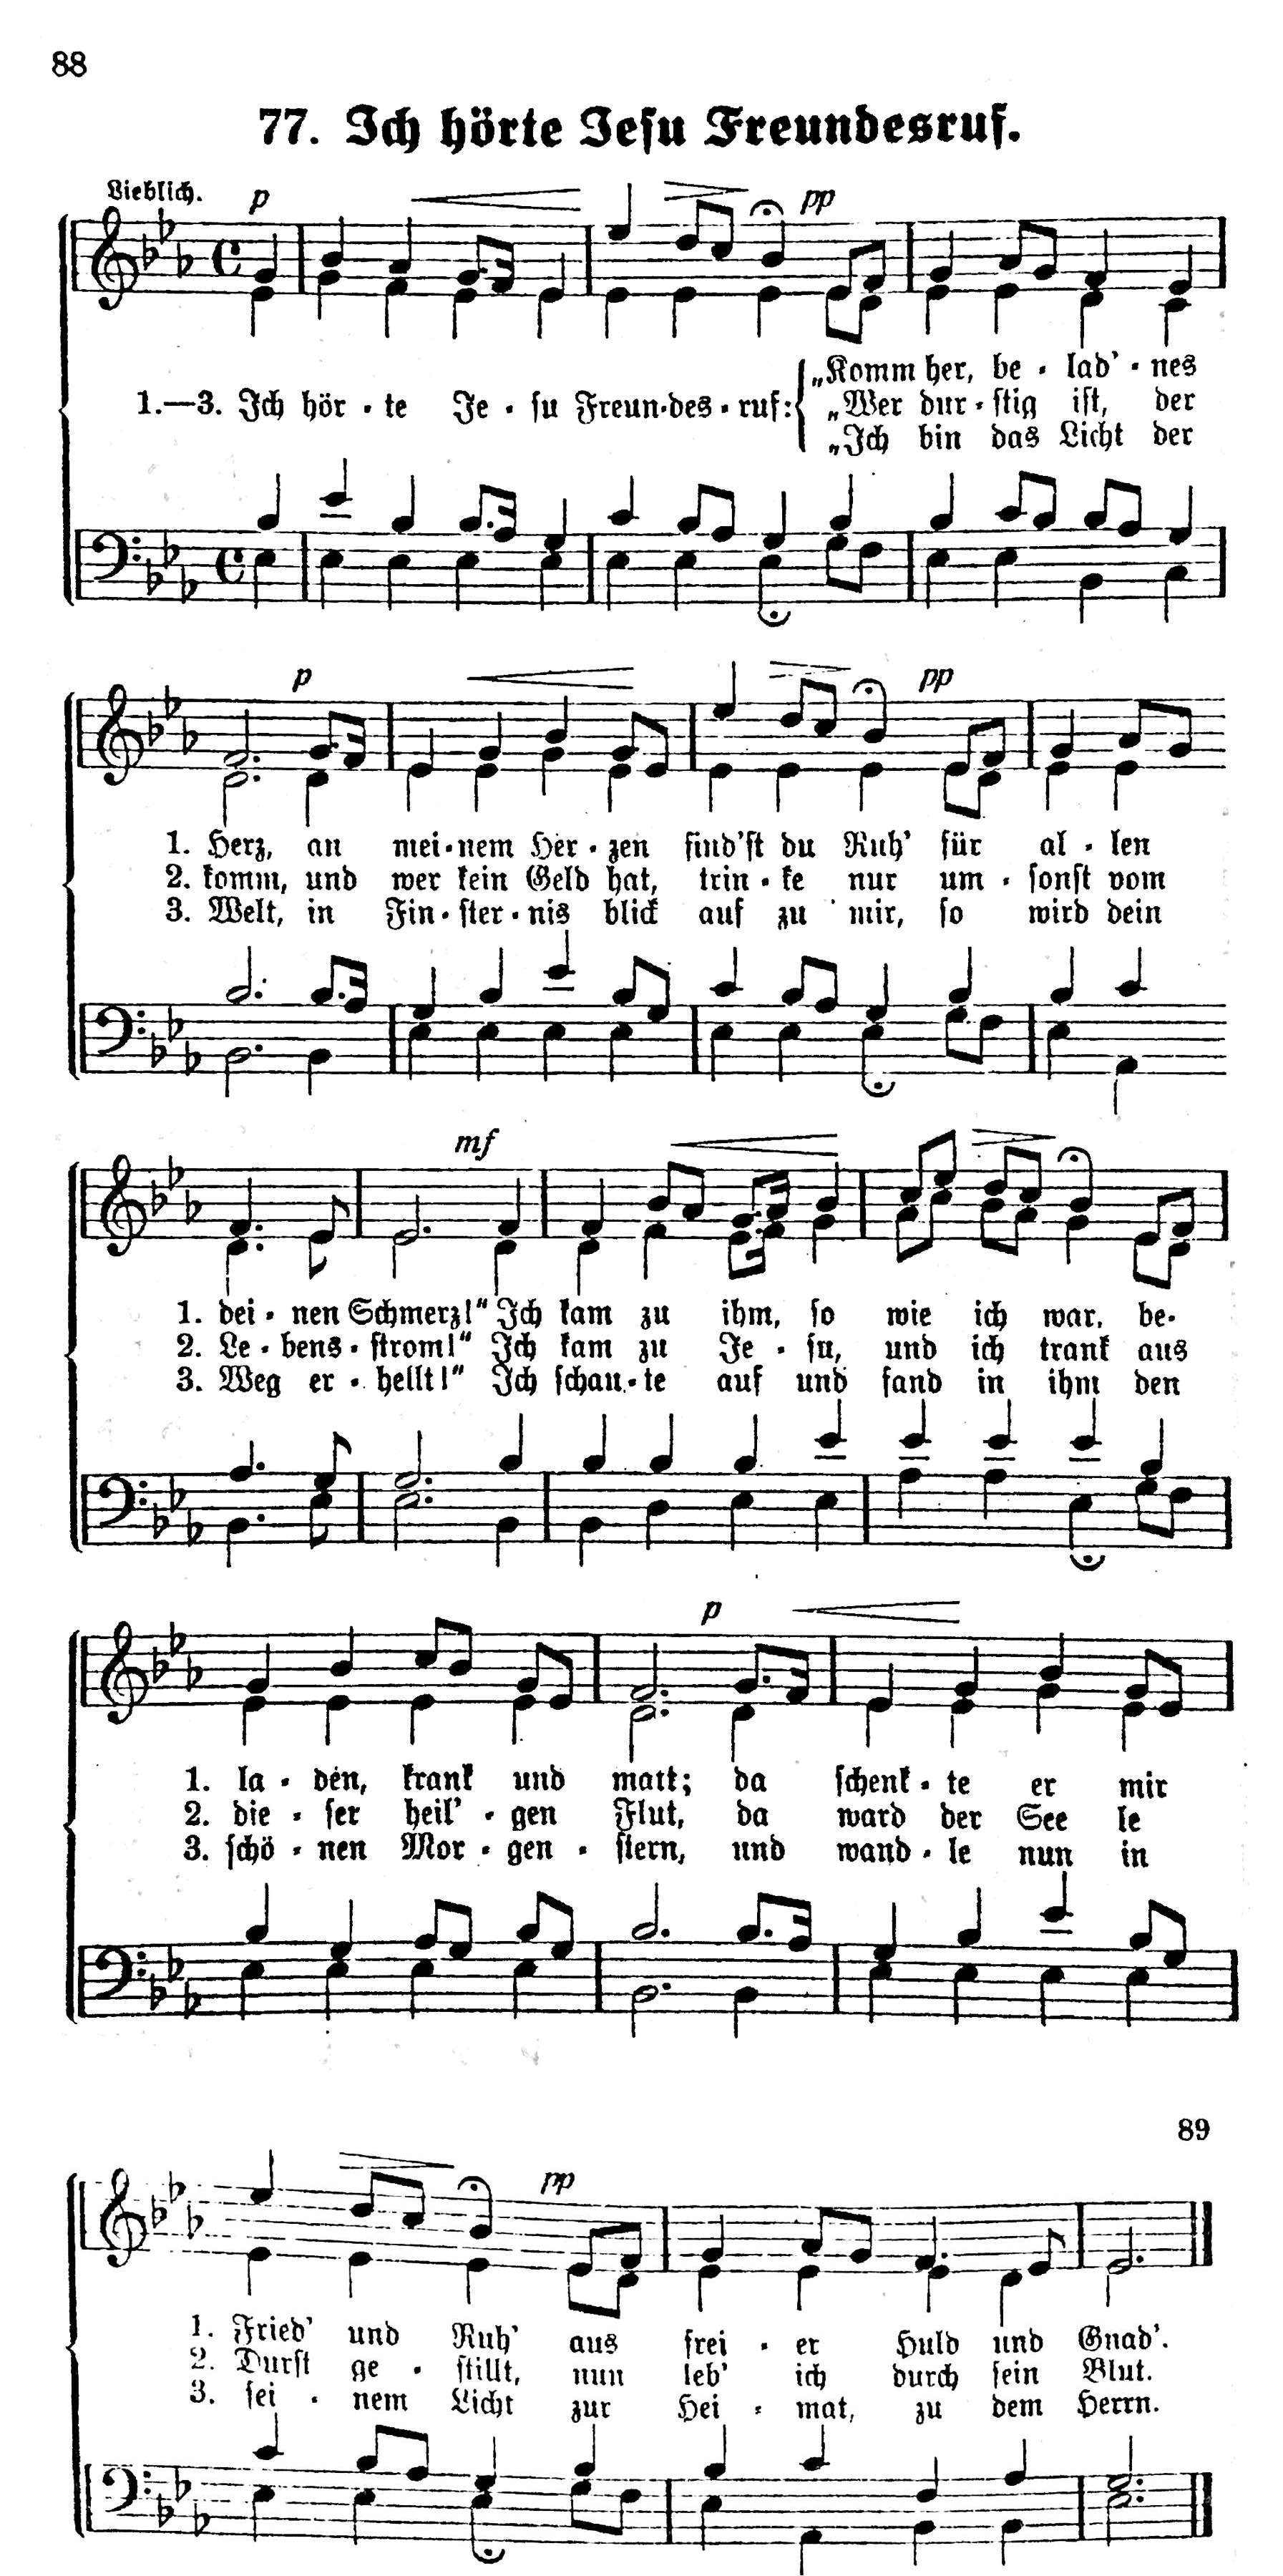 88
77. Ich hörte Jesu Freundesruf.
Lieblich. p pp
„Komm her, be - lad' - nes
1.—3. Ich hör - te Je - su Freun-des - ruf: „Wer dur - stig ist, der
„Ich bin das Licht der
p pp
1. Herz, an mei-nem Her - zen find'st du Ruh' für al - len
2. komm, und wer kein Geld hat, trin - ke nur um - sonst vom
3. Welt, in Fin-ster-nis blick auf zu mir, so wird dein
mf
1. dei - nen Schmerz!“ Ich kam zu ihm, so wie ich war, be-
2. Le - bens - strom!“ Ich kam zu Je - su, und ich trank aus
3. Weg er - hellt!“ Ich schau-te auf und fand in ihm den
p
1. la - den, krank und matt; da schenk - te er mir
2. die - ser heil' - gen Flut, da ward der See le
3. schö - nen Mor - gen - stern, und wand - le nun in
89
pp
1. Fried' und Ruh' aus frei - er Huld und Gnad'.
2. Durst ge - stillt, nun leb' ich durch sein Blut.
3. sei - nem Licht zur Hei - mat, zu dem Herrn.